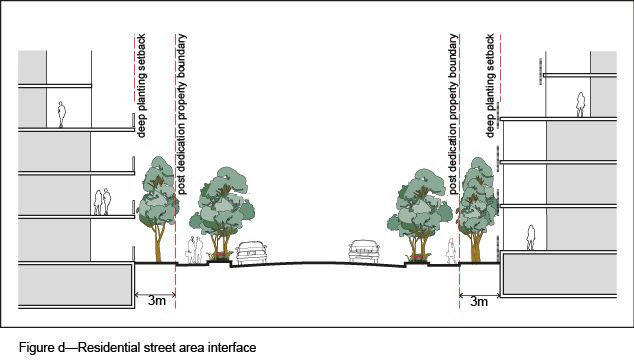 deep planting setback
post dedication property boundary
post dedication property boundary
deep planting setback
3m
3m
Figure d—Residential street area interface